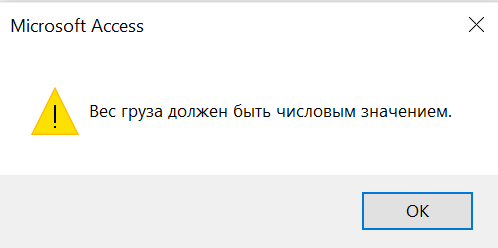 Microsoft Access
Вес груза должен быть числовым значением.
OK